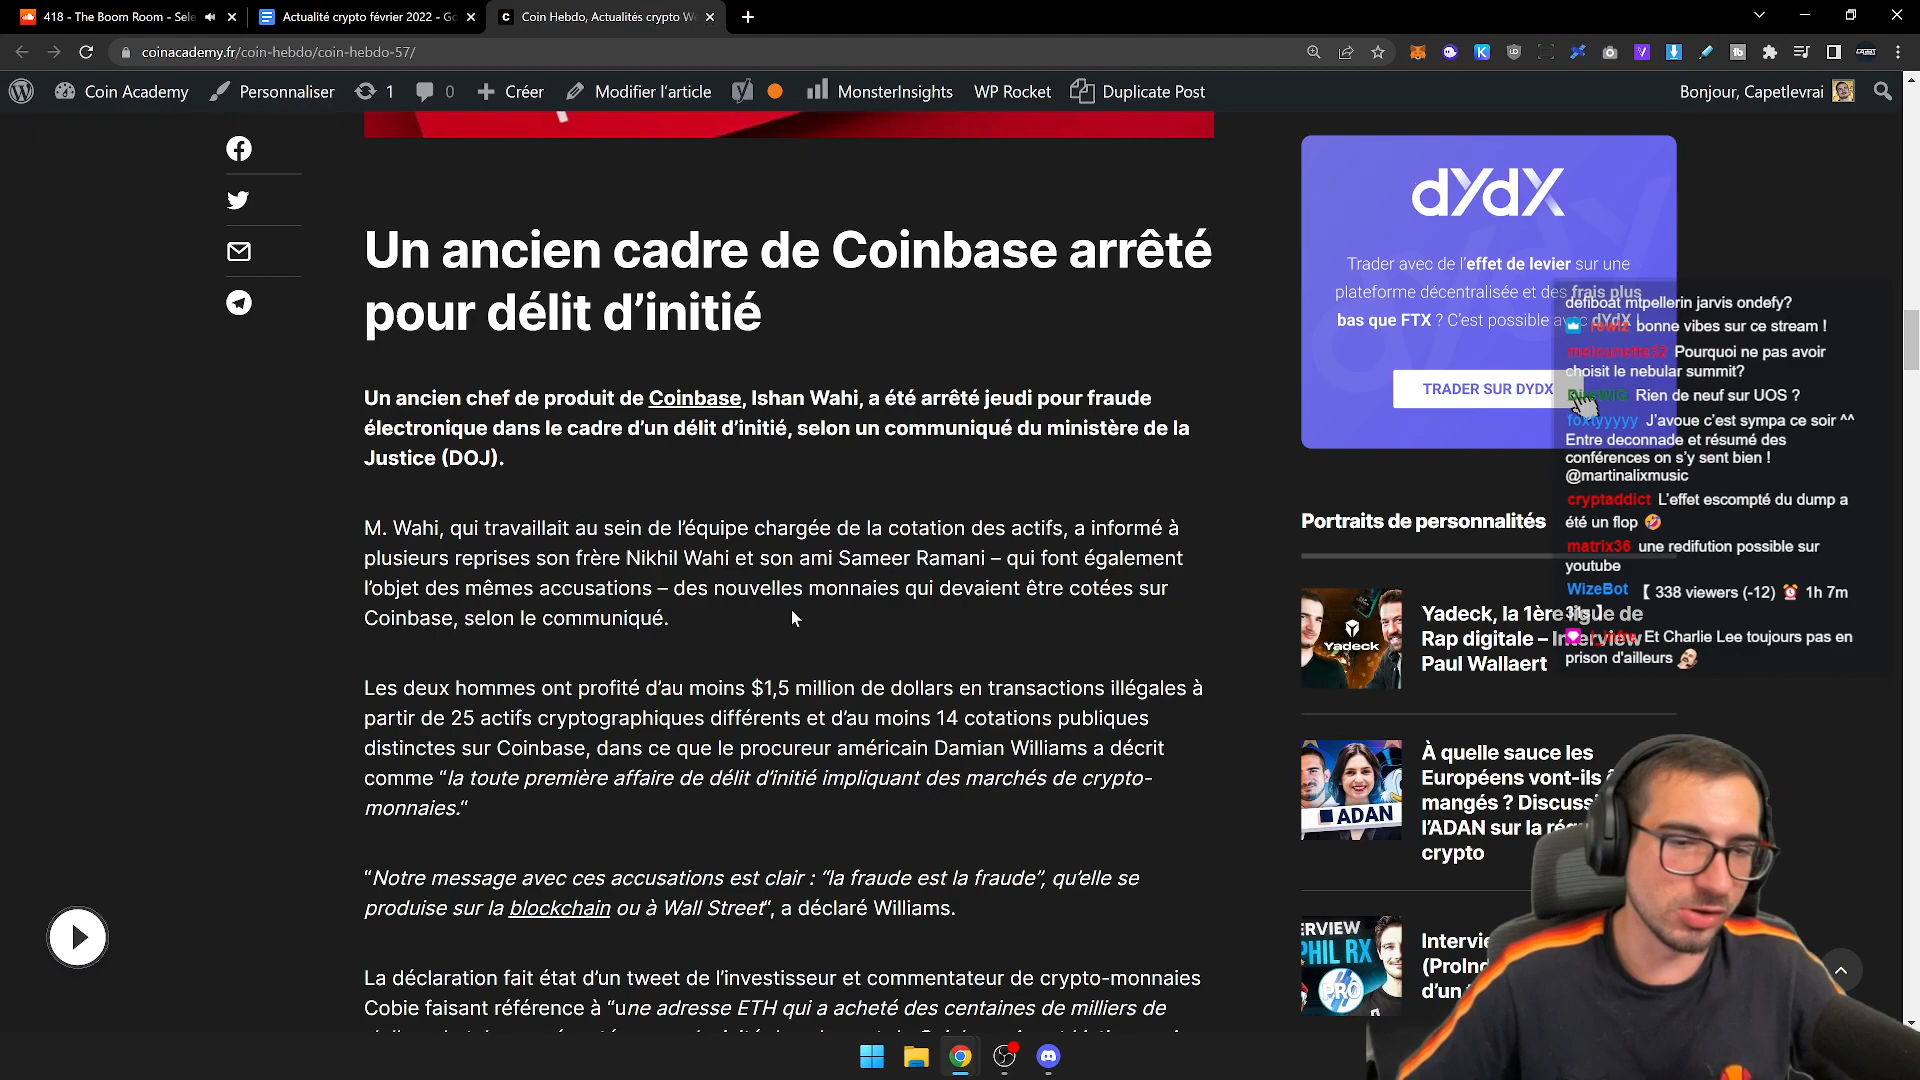 418 - The Boom Room - Sele
Actualité crypto février 2022 - Go
Coin Hebdo, Actualités crypto We
coinacademy.fr/coin-hebdo/coin-hebdo-57/
Coin Academy
Personnaliser
1
0
Créer
Modifier l'article
MonsterInsights
WP Rocket
Duplicate Post
Bonjour, Capetlevrai
Un ancien cadre de Coinbase arrêté
pour délit d’initié
Un ancien chef de produit de Coinbase, Ishan Wahi, a été arrêté jeudi pour fraude
électronique dans le cadre d’un délit d’initié, selon un communiqué du ministère de la
Justice (DOJ).
M. Wahi, qui travaillait au sein de l’équipe chargée de la cotation des actifs, a informé à
plusieurs reprises son frère Nikhil Wahi et son ami Sameer Ramani – qui font également
l’objet des mêmes accusations – des nouvelles monnaies qui devaient être cotées sur
Coinbase, selon le communiqué.
Les deux hommes ont profité d’au moins $1,5 million de dollars en transactions illégales à
partir de 25 actifs cryptographiques différents et d’au moins 14 cotations publiques
distinctes sur Coinbase, dans ce que le procureur américain Damian Williams a décrit
comme “la toute première affaire de délit d’initié impliquant des marchés de crypto-
monnaies.“
“Notre message avec ces accusations est clair : “la fraude est la fraude”, qu’elle se
produise sur la blockchain ou à Wall Street“, a déclaré Williams.
La déclaration fait état d’un tweet de l’investisseur et commentateur de crypto-monnaies
Cobie faisant référence à “une adresse ETH qui a acheté des centaines de milliers de
dYdX
Trader avec de l’effet de levier sur une
plateforme décentralisée et des frais plus
bas que FTX ? C’est possible avec dYdX !
TRADER SUR DYDX
defiboat mtpellerin jarvis ondefy?
rewiz bonne vibes sur ce stream !
melounette32 Pourquoi ne pas avoir
choisit le nebular summit?
Rien de neuf sur UOS ?
foxtyyyyy J’avoue c’est sympa ce soir ^^
Entre deconnade et résumé des
conférences on s’y sent bien !
@martinalixmusic
cryptaddict L’effet escompté du dump a
été un flop
matrix36 une redifution possible sur
youtube
WizeBot 【 338 viewers (-12) 1h 7m
Et Charlie Lee toujours pas en
prison d’ailleurs
Portraits de personnalités
Yadeck
Yadeck, la 1ère ligue de
Rap digitale – Interview
Paul Wallaert
ADAN
À quelle sauce les
Européens vont-ils
mangés ? Discuss
l’ADAN sur la
crypto
ERVIEW
PHIL RX
PRO
Intervie
(ProInd
d’un